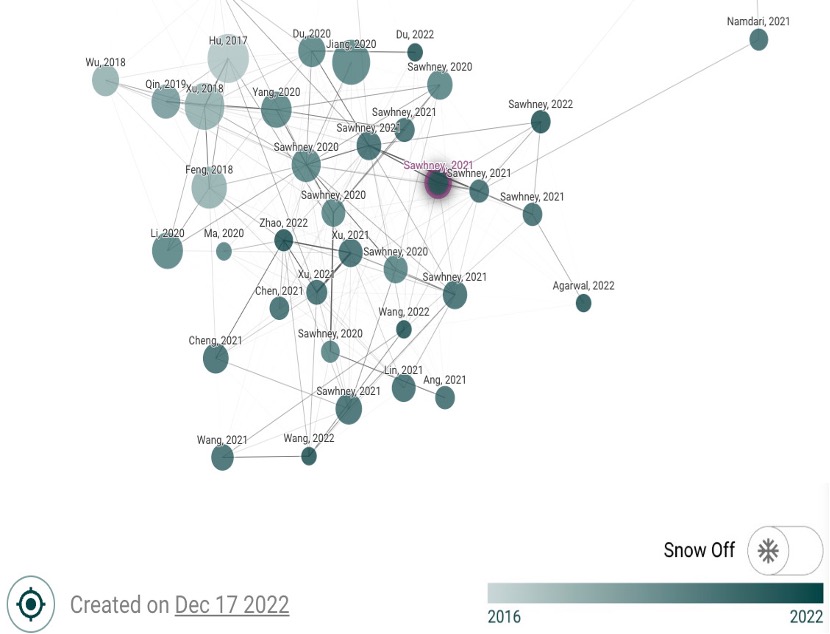 Namdari, 2021
Du, 2020
Du, 2022
Hu, 2017
Jiang, 2020
Wu, 2018
Sawhney, 2020
Qin, 2019
Xu, 2018
Yang, 2020
Sawhney, 2022
Sawhney, 2021
Sawhney, 2021
Sawhney, 2020
Sawhney, 2021
Sawhney, 2021
Feng, 2018
Sawhney, 2020
Sawhney, 2021
Zhao, 2022
Li, 2020
Ma, 2020
Xu, 2021
Sawhney, 2020
Xu, 2021
Sawhney, 2021
Chen, 2021
Agarwal, 2022
Wang, 2022
Cheng, 2021
Sawhney, 2020
Lin, 2021
Ang, 2021
Sawhney, 2021
Wang, 2021
Wang, 2022
Snow Off
Created on Dec 17 2022
2016
2022